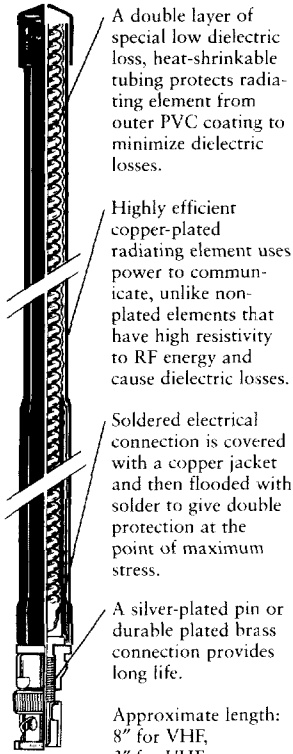 A double layer of
special low dielectric
loss, heat-shrinkable
tubing protects radia-
ting element from
outer PVC coating to
minimize dielectric
losses.
Highly efficient
copper-plated
radiating element uses
power to commun-
icate, unlike non-
plated elements that
have high resistivity
to RF energy and
cause dielectric losses.
Soldered electrical
connection is covered
with a copper jacket
and then flooded with
solder to give double
protection at the
point of maximum
stress.
A silver-plated pin or
durable plated brass
connection provides
long life.
Approximate length:
8" for VHF,